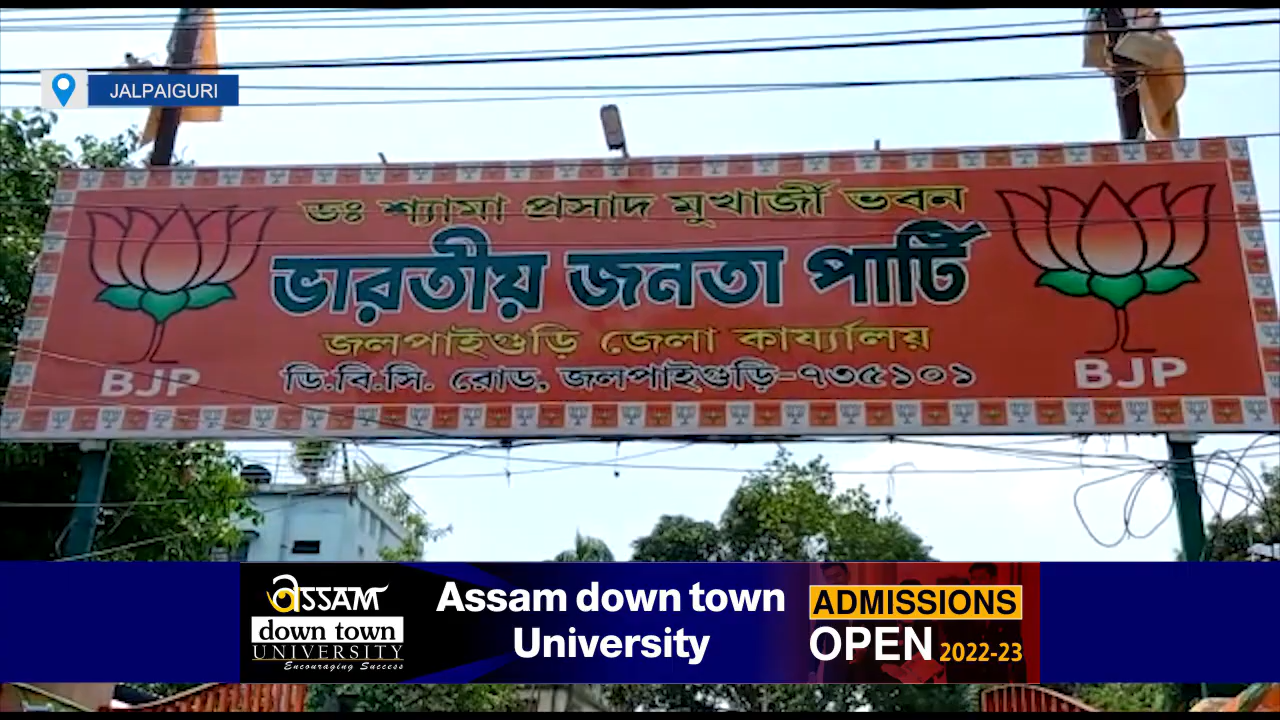 JALPAIGURI
ডঃ শ্যামা প্রসাদ মুখার্জী ভবন
ভারতীয় জনতা পার্টি
জলপাইগুড়ি জেলা কার্য্যালয়
ডি.বি.সি. রোড, জলপাইগুড়ি-৭৩৫১০১
BJP
BJP
ASSAM
down town
UNIVERSITY
Encouraging Success
Assam down town
University
ADMISSIONS
OPEN 2022-23